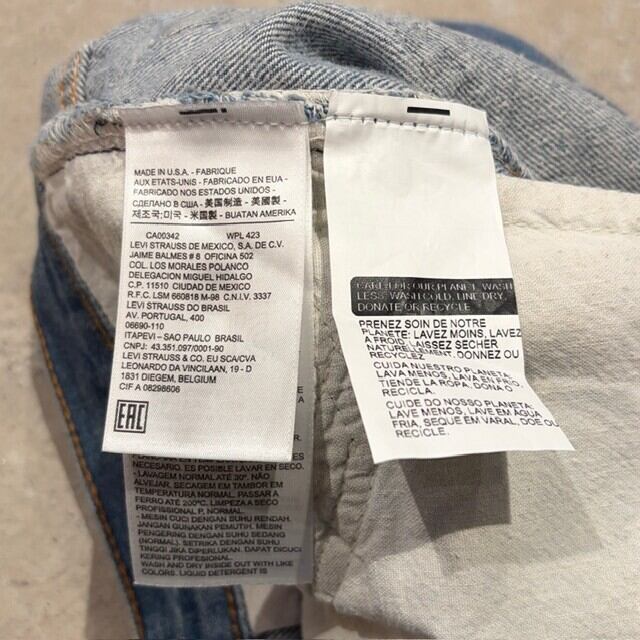 MADE IN U.S.A. - FABRIQUE
AUX ETATS-UNIS - FABRICADO EN EUA -
FABRICADO NOS ESTADOS UNIDOS -
СДЕЛАНО В США - 美国制造 - 美國製 -
제조국:미국 - 米国製 - BUATAN AMERIKA
CA00342 WPL 423
LEVI STRAUSS DE MEXICO, S.A. DE C.V.
JAIME BALMES # 8 OFICINA 502
COL. LOS MORALES POLANCO
DELEGACION MIGUEL HIDALGO
C.P. 11510 CIUDAD DE MEXICO
R.F.C. LSM 660818 M-98 C.N.I.V. 3337
LEVI STRAUSS DO BRASIL
AV. PORTUGAL, 400
06690-110
ITAPEVI – SAO PAULO BRASIL
CNPJ: 43.351.097/0001-90
LEVI STRAUSS & CO. EU SCA/CVA
LEONARDO DA VINCILAAN, 19 - D
1831 DIEGEM, BELGIUM
CIF A 08298606
EAC
NECESARIO. ES POSIBLE LAVAR EN SECO.
- LAVAGEM NORMAL ATÉ 30°. NÃO
ALVEJAR. SECAGEM EM TAMBOR EM
TEMPERATURA NORMAL. PASSAR A
FERRO ATÉ 200°C. LIMPEZA A SECO
PROFISSIONAL P, NORMAL.
- MESIN CUCI DENGAN SUHU RENDAH.
JANGAN GUNAKAN PEMUTIH. MESIN
PENGERING DENGAN SUHU SEDANG
(NORMAL). SETRIKA DENGAN SUHU
TINGGI JIKA DIPERLUKAN. DAPAT DICUCI
KERING PROFESIONAL.
WASH AND DRY INSIDE OUT WITH LIKE
COLORS. LIQUID DETERGENT IS
CARE FOR OUR PLANET: WASH
LESS, WASH COLD, LINE DRY,
DONATE OR RECYCLE
PRENEZ SOIN DE NOTRE
PLANÈTE: LAVEZ MOINS, LAVEZ
À FROID, LAISSEZ SÉCHER
NATURELLEMENT, DONNEZ OU
RECYCLEZ.
CUIDA NUESTRO PLANETA:
LAVA MENOS, LAVA EN FRÍO,
TIENDE LA ROPA, DONA O
RECICLA.
CUIDE DO NOSSO PLANETA:
LAVE MENOS, LAVE EM ÁGUA
FRIA, SEQUE EM VARAL, DOE OU
RECICLE.